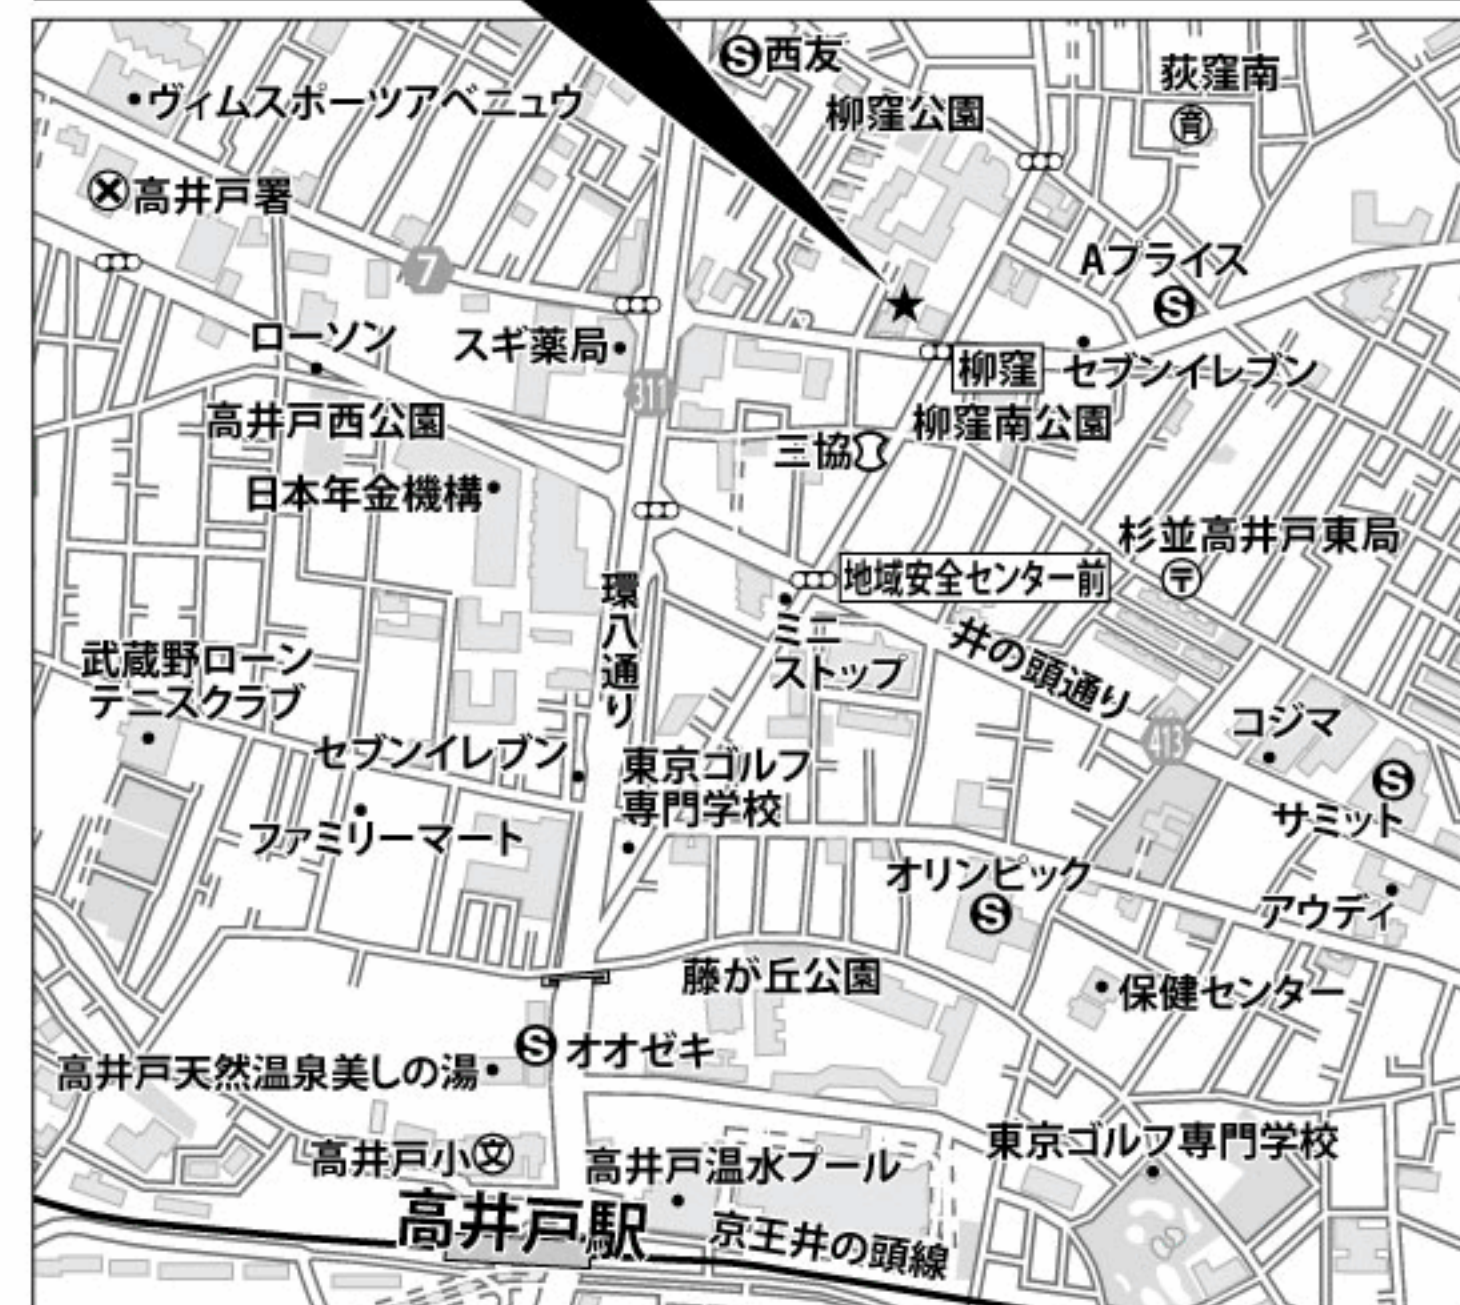 S西友
荻窪南
育
ヴィムスポーツアベニュウ
柳窪公園
高井戸署
Aプライス
S
7
ローソン
スギ薬局
柳窪
セブンイレブン
311
高井戸西公園
柳窪南公園
三協
日本年金機構
杉並高井戸東局
〒
地域安全センター前
環八通り
ミニ
ストップ
井の頭通り
武蔵野ローン
テニスクラブ
413
コジマ
セブンイレブン
東京ゴルフ
専門学校
S
サミット
ファミリーマート
オリンピック
S
アウディ
藤が丘公園
保健センター
Sオオゼキ
高井戸天然温泉美しの湯
高井戸小文
高井戸温水プール
東京ゴルフ専門学校
高井戸駅
京王井の頭線